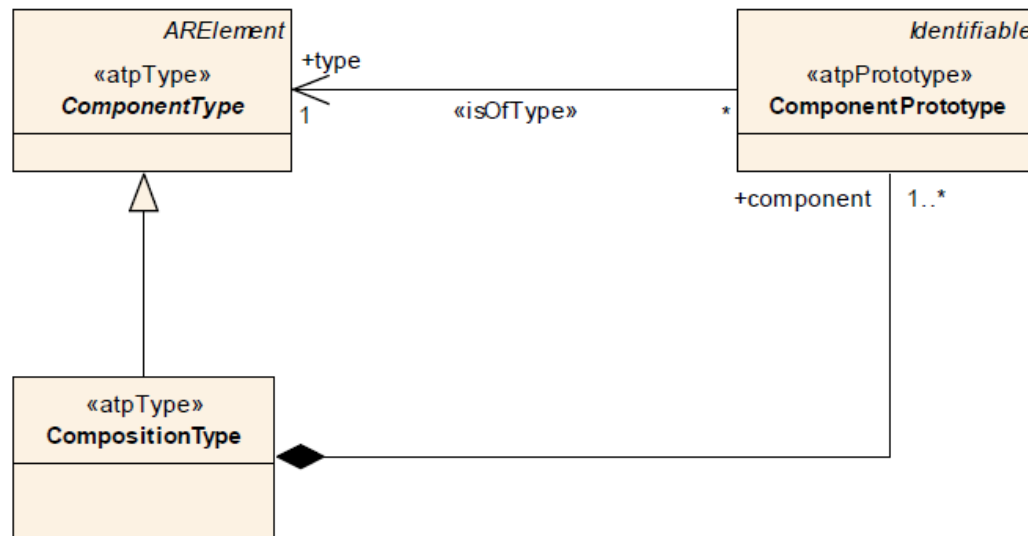 ARElement
«atpType»
ComponentType
+type
1
«isOfType»
*
Identifiable
«atpPrototype»
ComponentPrototype
+component
1..*
«atpType»
CompositionType